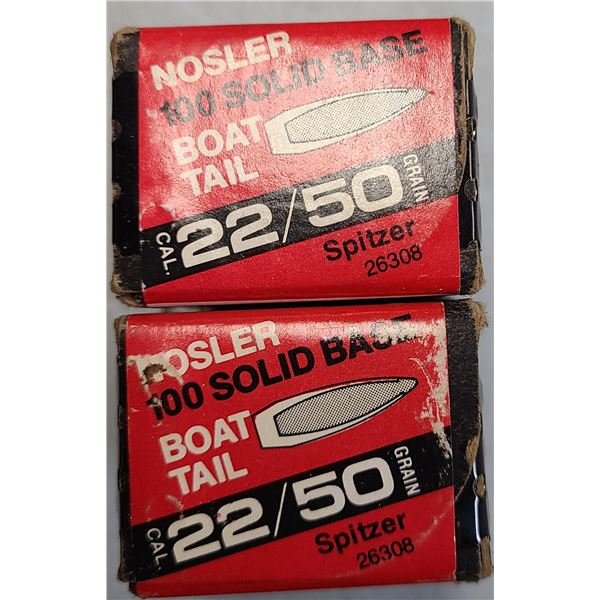 NOSLER
100 SOLID BASE
BOAT
TAIL
CAL. 22/50 GRAIN
Spitzer
26308
NOSLER
100 SOLID BASE
BOAT
TAIL
CAL. 22/50 GRAIN
Spitzer
26308